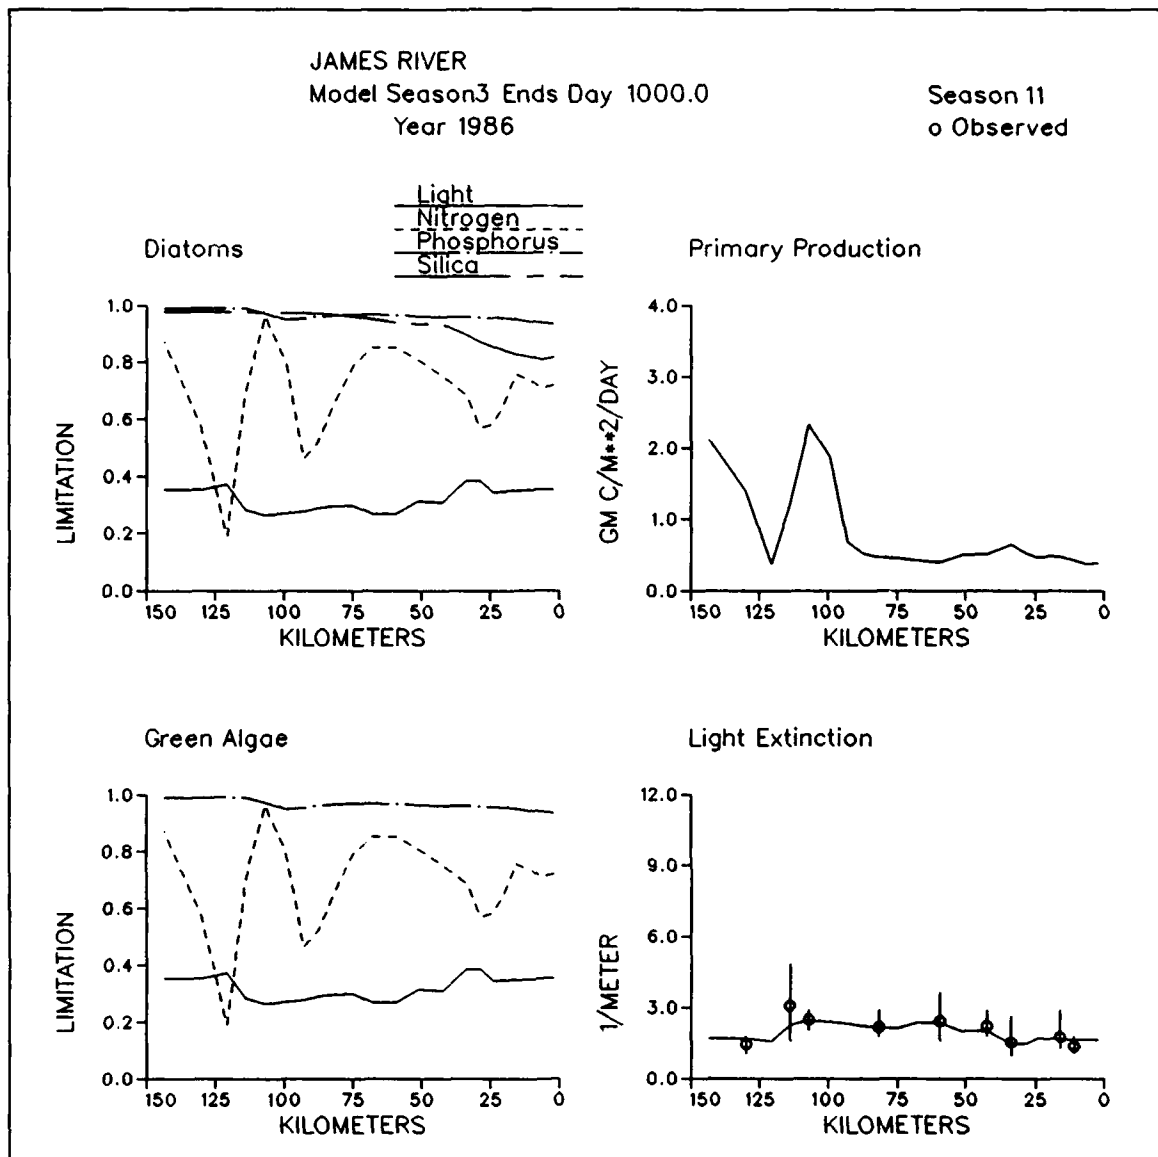 JAMES RIVER
Model Season3 Ends Day 1000.0
Year 1986
Season 11
o Observed
Light
Nitrogen
Phosphorus
Silica
Diatoms
1.0
0.8
0.6
0.4
0.2
0.0
LIMITATION
150 125 100 75 50 25 0
KILOMETERS
Primary Production
4.0
3.0
2.0
1.0
0.0
GM C/M**2/DAY
150 125 100 75 50 25 0
KILOMETERS
Green Algae
1.0
0.8
0.6
0.4
0.2
0.0
LIMITATION
150 125 100 75 50 25 0
KILOMETERS
Light Extinction
12.0
9.0
6.0
3.0
0.0
1/METER
150 125 100 75 50 25 0
KILOMETERS